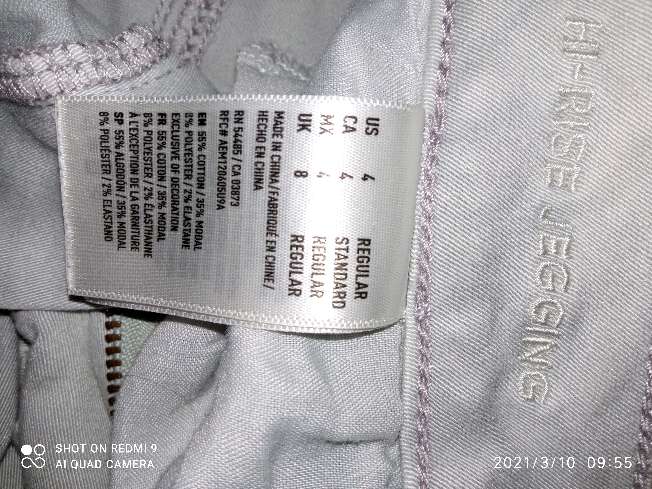 HI-RISE JEGGING
US 4 REGULAR
CA 4 STANDARD
MX 4 REGULAR
UK 8 REGULAR
MADE IN CHINA/FABRIQUÉ EN CHINE/
HECHO EN CHINA
RN 54485 / CA 03873
RFC# AEM120805U9A
EN 55% COTTON / 35% MODAL
8% POLYESTER / 2% ELASTANE
EXCLUSIVE OF DECORATION
FR 55% COTON / 35% MODAL
8% POLYESTER / 2% ÉLASTHANNE
À L'EXCEPTION DE LA GARNITURE
SP 55% ALGODÓN / 35% MODAL
8% POLIÉSTER / 2% ELASTANO
SHOT ON REDMI 9
AI QUAD CAMERA
2021/3/10 09:55